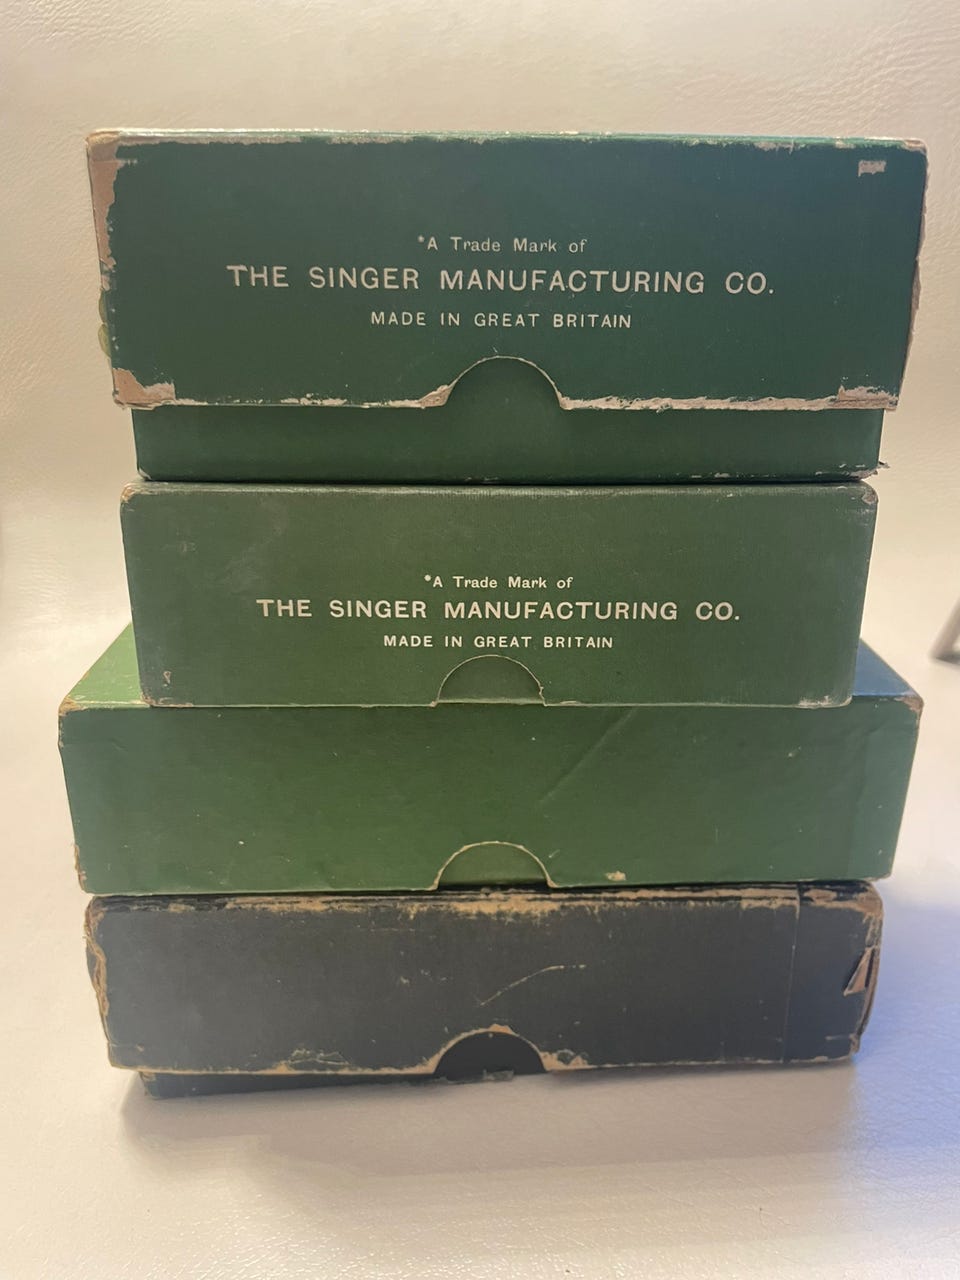 *A Trade Mark of
THE SINGER MANUFACTURING CO.
MADE IN GREAT BRITAIN
*A Trade Mark of
THE SINGER MANUFACTURING CO.
MADE IN GREAT BRITAIN